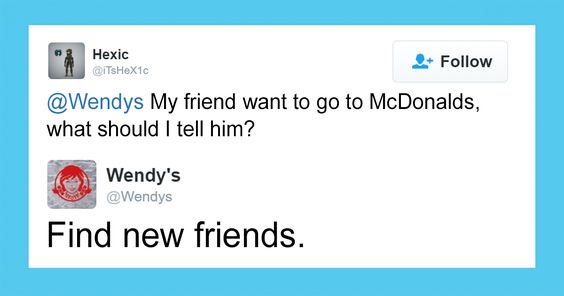 Hexic
@iTsHeX1c
Follow
@Wendys My friend want to go to McDonalds,
what should I tell him?
Wendy's
@Wendys
Find new friends.